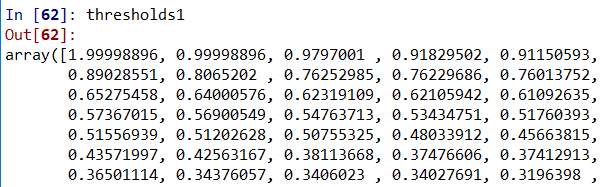 In [62]: thresholds1
Out[62]:
array([1.99998896, 0.99998896, 0.9797001 , 0.91829502, 0.91150593,
0.89028551, 0.8065202 , 0.76252985, 0.76229686, 0.76013752,
0.65275458, 0.64000576, 0.62319109, 0.62105942, 0.61092635,
0.57367015, 0.56900549, 0.54763713, 0.53434751, 0.51760393,
0.51556939, 0.51202628, 0.50755325, 0.48033912, 0.45663815,
0.43571997, 0.42563167, 0.38113668, 0.37476606, 0.37412913,
0.36501114, 0.34376057, 0.3406023 , 0.34027691, 0.3196398 ,